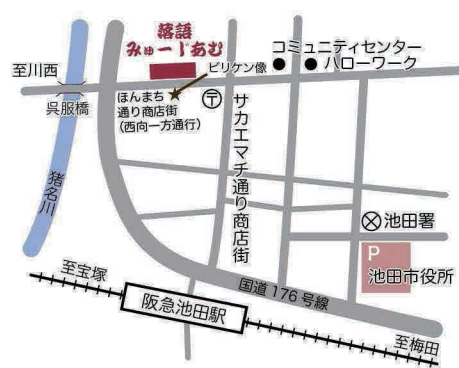 落語
みゅーじあむ
ビリケン像
コミュニティセンター
ハローワーク
至川西
呉服橋
ほんまち
通り商店街
(西向一方通行)
〒
サカエマチ通り商店街
猪名川
池田署
P
池田市役所
国道176号線
至宝塚
阪急池田駅
至梅田